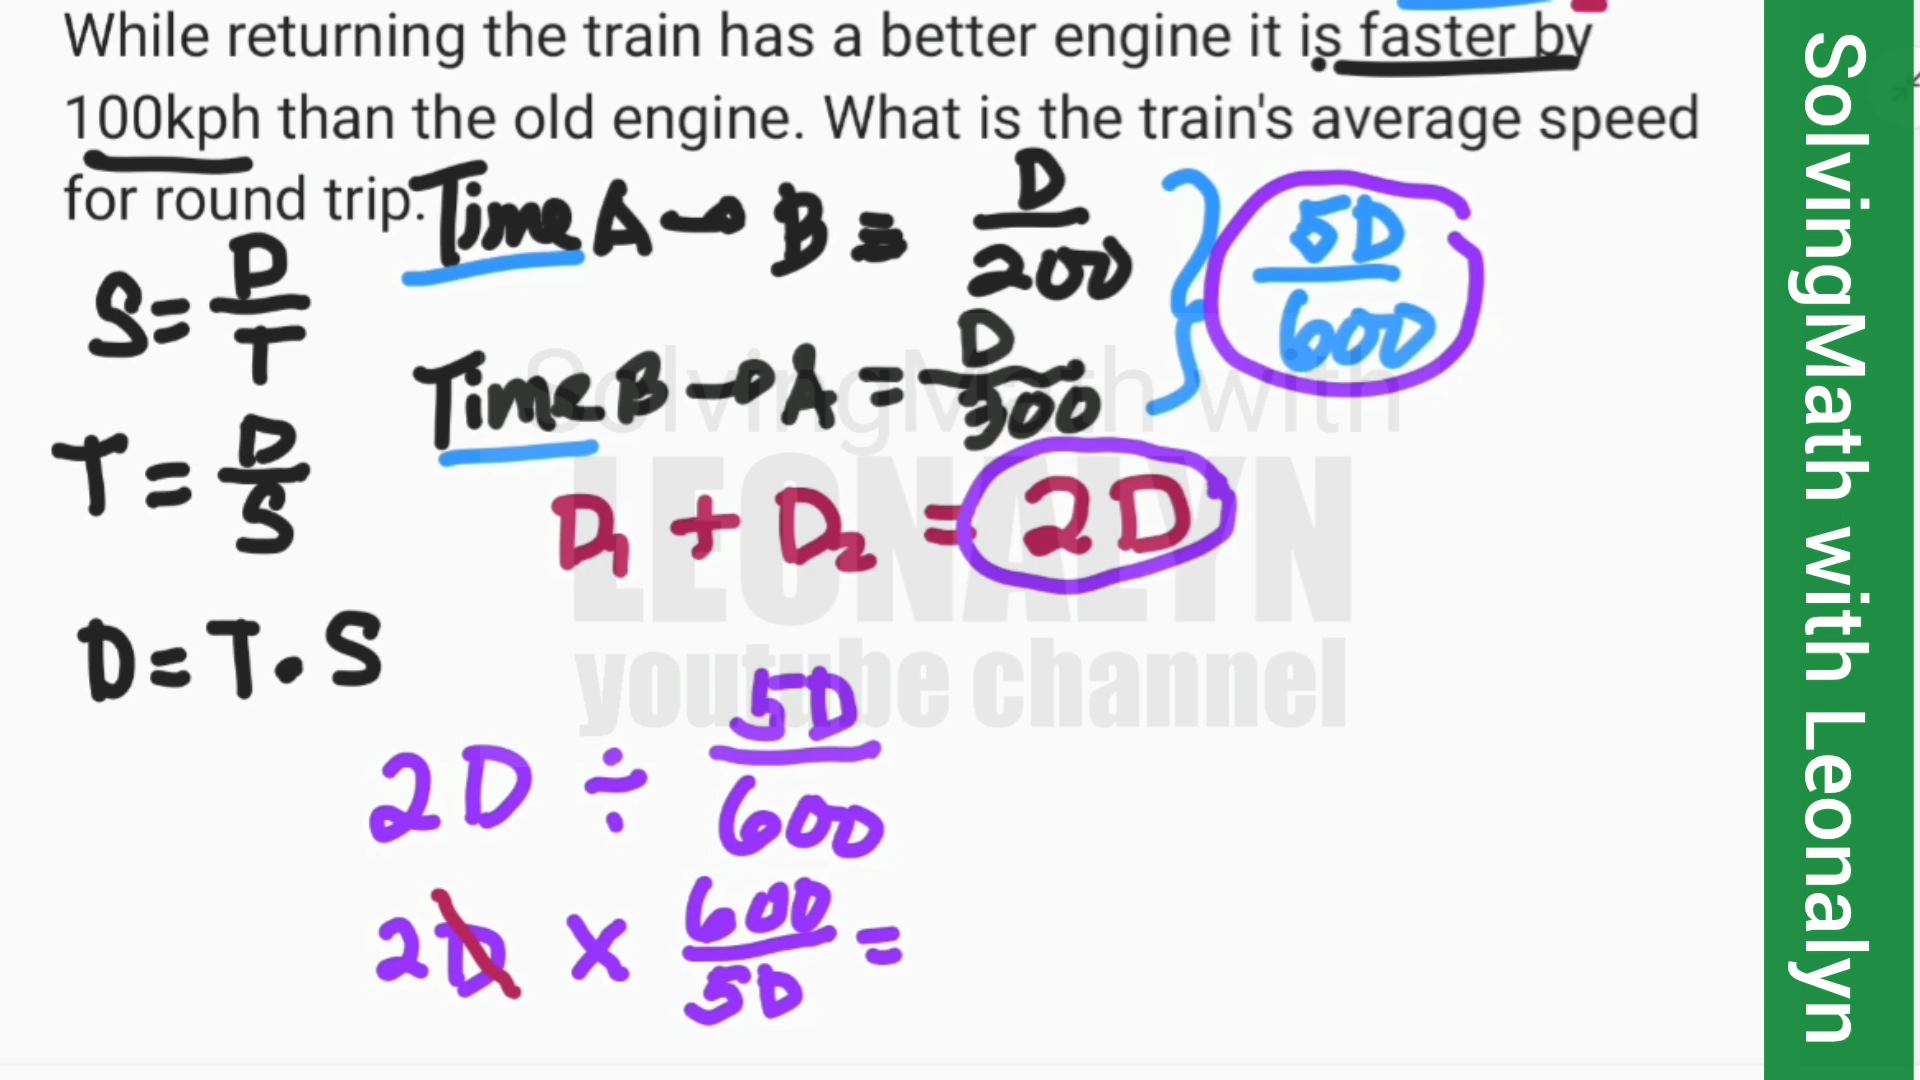 While returning the train has a better engine it is faster by
100kph than the old engine. What is the train's average speed
for round trip.
Time A → B = D/200
5D/600
S = D/T
Time B → A = D/300
T = D/S
D1 + D2 = 2D
D = T · S
2D ÷ 5D/600
2D × 600/5D =
SolvingMath with
LEONALYN
youtube channel
SolvingMath with Leonalyn